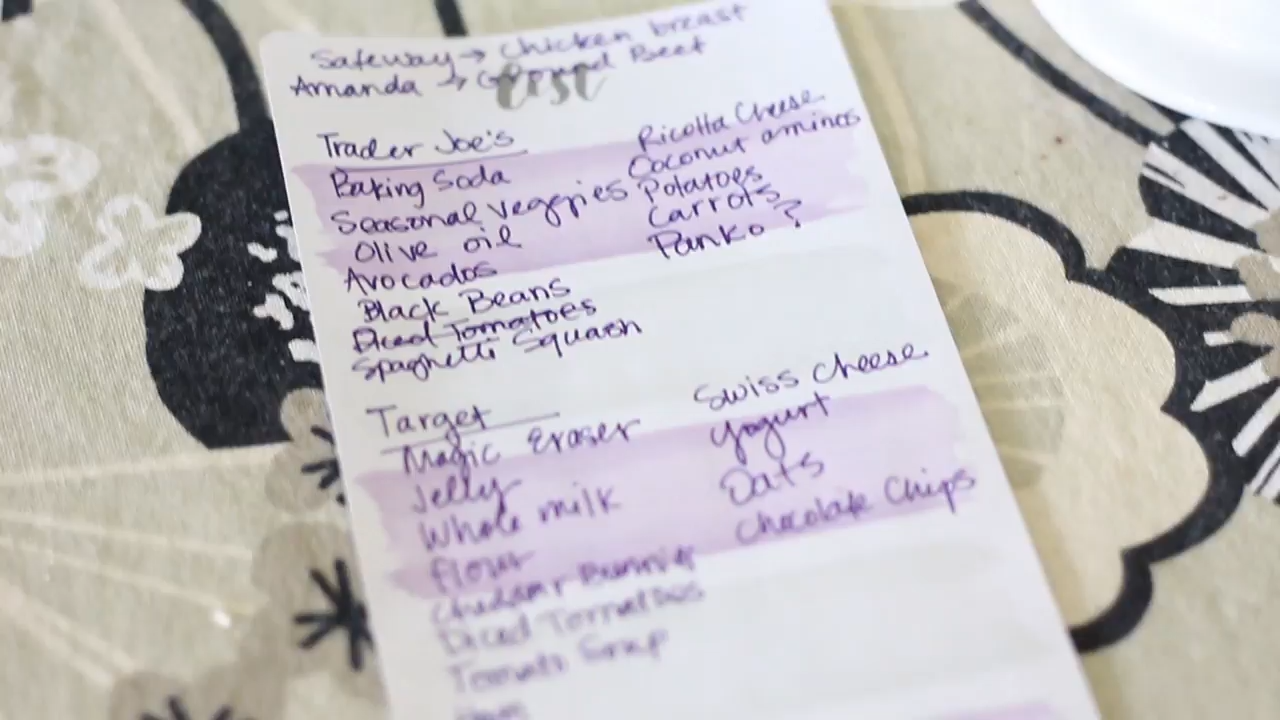 Safeway → Chicken breast
Amanda → Ground Beef
Trader Joe's
Baking Soda
Seasonal veggies
Olive oil
Avocados
Black Beans
Diced Tomatoes
Spaghetti Squash
Ricotta Cheese
Coconut aminos
Potatoes
Carrots
Panko ?
Target
Magic Eraser
Jelly
Whole milk
flour
Cheddar Bunnies
Diced Tomatoes
Tomato Soup
Swiss Cheese
Yogurt
Oats
Chocolate Chips